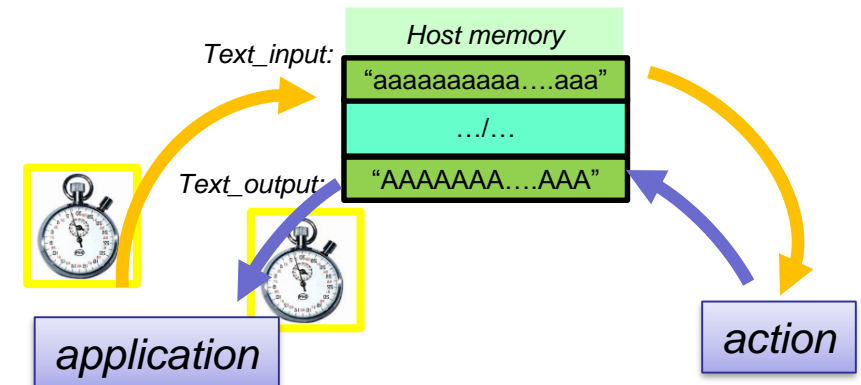 Host memory
Text_input:
“aaaaaaaaaa….aaa”
…/…
Text_output:
“AAAAAAA….AAA”
application
action